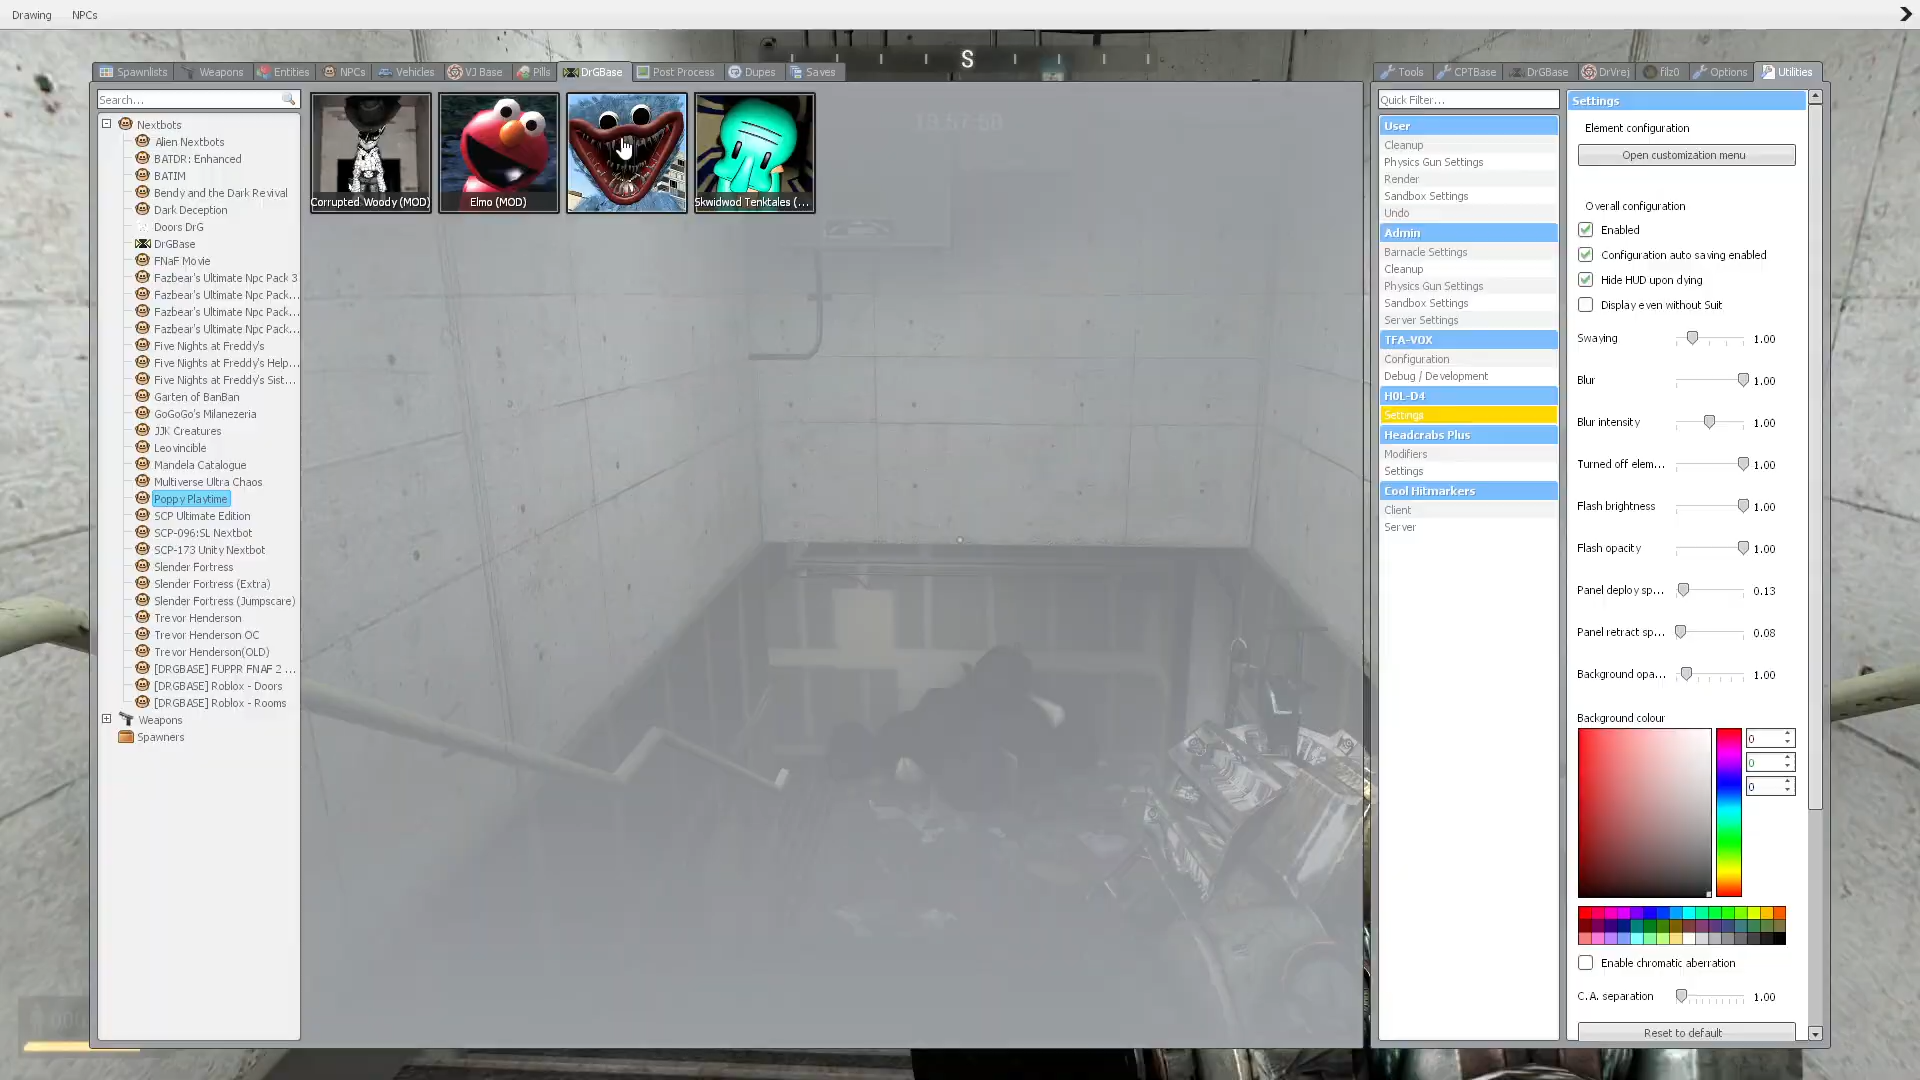 Drawing NPCs
S
Spawnlists Weapons Entities NPCs Vehicles VJ Base Pills DrGBase Post Process Dupes Saves
Search...
Nextbots
Alien Nextbots
BATDR: Enhanced
BATIM
Bendy and the Dark Revival
Dark Deception
Doors DrG
DrGBase
FNaF Movie
Fazbear's Ultimate Npc Pack 3
Fazbear's Ultimate Npc Pack...
Fazbear's Ultimate Npc Pack...
Fazbear's Ultimate Npc Pack...
Five Nights at Freddy's
Five Nights at Freddy's Help...
Five Nights at Freddy's Sist...
Garten of BanBan
GoGoGo's Milanezeria
JJK Creatures
Leovincible
Mandela Catalogue
Multiverse Ultra Chaos
Poppy Playtime
SCP Ultimate Edition
SCP-096:SL Nextbot
SCP-173 Unity Nextbot
Slender Fortress
Slender Fortress (Extra)
Slender Fortress (Jumpscare)
Trevor Henderson
Trevor Henderson OC
Trevor Henderson(OLD)
[DRGBASE] FUPPR FNAF 2 ...
[DRGBASE] Roblox - Doors
[DRGBASE] Roblox - Rooms
Weapons
Spawners
Corrupted Woody (MOD)
Elmo (MOD)
Skwidwod Tenktales (...
Tools CPTBase DrGBase DrVrej filz0 Options Utilities
Quick Filter...
User
Cleanup
Physics Gun Settings
Render
Sandbox Settings
Undo
Admin
Barnacle Settings
Cleanup
Physics Gun Settings
Sandbox Settings
Server Settings
TFA-VOX
Configuration
Debug / Development
H0L-D4
Settings
Headcrabs Plus
Modifiers
Settings
Cool Hitmarkers
Client
Server
Settings
Element configuration
Open customization menu
Overall configuration
Enabled
Configuration auto saving enabled
Hide HUD upon dying
Display even without Suit
Swaying 1.00
Blur 1.00
Blur intensity 1.00
Turned off elem... 1.00
Flash brightness 1.00
Flash opacity 1.00
Panel deploy sp... 0.13
Panel retract sp... 0.08
Background opa... 1.00
Background colour
0
0
0
Enable chromatic aberration
C.A. separation 1.00
Reset to default